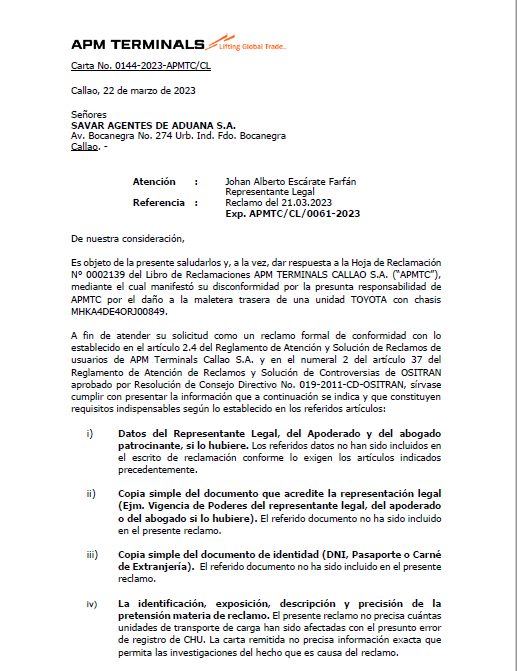 APM TERMINALS Lifting Global Trade..
Carta No. 0144-2023-APMTC/CL
Callao, 22 de marzo de 2023
Señores
SAVAR AGENTES DE ADUANA S.A.
Av. Bocanegra No. 274 Urb. Ind. Fdo. Bocanegra
Callao. -
Atención : Johan Alberto Escárate Farfán
Representante Legal
Referencia : Reclamo del 21.03.2023
Exp. APMTC/CL/0061-2023
De nuestra consideración,
Es objeto de la presente saludarlos y, a la vez, dar respuesta a la Hoja de Reclamación
Nº 0002139 del Libro de Reclamaciones APM TERMINALS CALLAO S.A. ("APMTC"),
mediante el cual manifestó su disconformidad por la presunta responsabilidad de
APMTC por el daño a la maletera trasera de una unidad TOYOTA con chasis
MHKA4DE4ORJ00849.
A fin de atender su solicitud como un reclamo formal de conformidad con lo
establecido en el artículo 2.4 del Reglamento de Atención y Solución de Reclamos de
usuarios de APM Terminals Callao S.A. y en el numeral 2 del artículo 37 del
Reglamento de Atención de Reclamos y Solución de Controversias de OSITRAN
aprobado por Resolución de Consejo Directivo No. 019-2011-CD-OSITRAN, sírvase
cumplir con presentar la información que a continuación se indica y que constituyen
requisitos indispensables según lo establecido en los referidos artículos:
i) Datos del Representante Legal, del Apoderado y del abogado
patrocinante, si lo hubiere. Los referidos datos no han sido incluidos en
el escrito de reclamación conforme lo exigen los artículos indicados
precedentemente.
ii) Copia simple del documento que acredite la representación legal
(Ejm. Vigencia de Poderes del representante legal, del apoderado
o del abogado si lo hubiere). El referido documento no ha sido incluido
en el presente reclamo.
iii) Copia simple del documento de identidad (DNI, Pasaporte o Carné
de Extranjería). El referido documento no ha sido incluido en el presente
reclamo.
iv) La identificación, exposición, descripción y precisión de la
pretensión materia de reclamo. El presente reclamo no precisa cuántas
unidades de transporte de carga han sido afectadas con el presunto error
de registro de CHU. La carta remitida no precisa información exacta que
permita las investigaciones del hecho que es causa del reclamo.